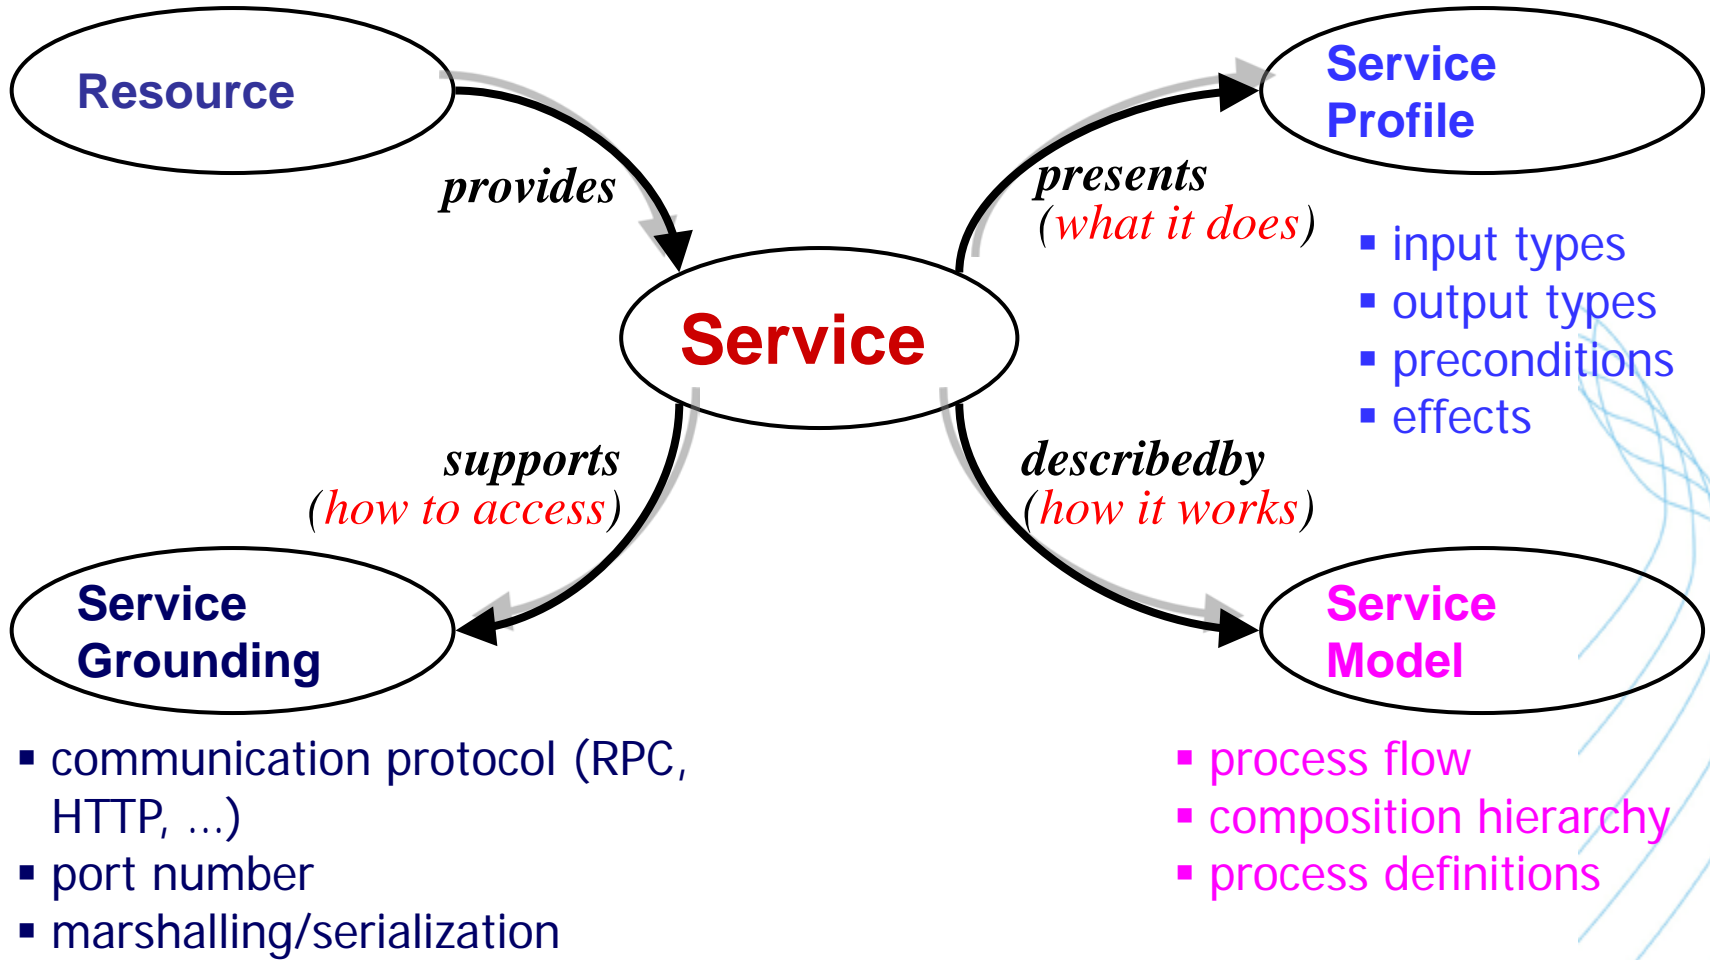 Resource
Service
Profile
provides
presents
(what it does)
▪ input types
▪ output types
▪ preconditions
▪ effects
Service
supports
(how to access)
describedby
(how it works)
Service
Grounding
Service
Model
▪ communication protocol (RPC,
HTTP, ...)
▪ port number
▪ marshalling/serialization
▪ process flow
▪ composition hierarchy
▪ process definitions